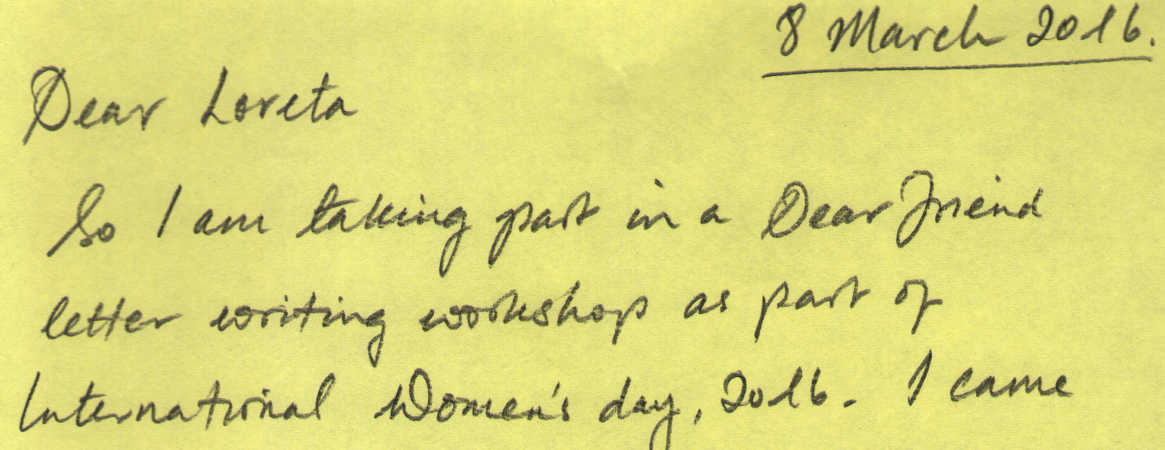 8 March 2016.
Dear Loreta
So I am taking part in a Dear Friend
letter writing workshop as part of
International Women's day, 2016. I came